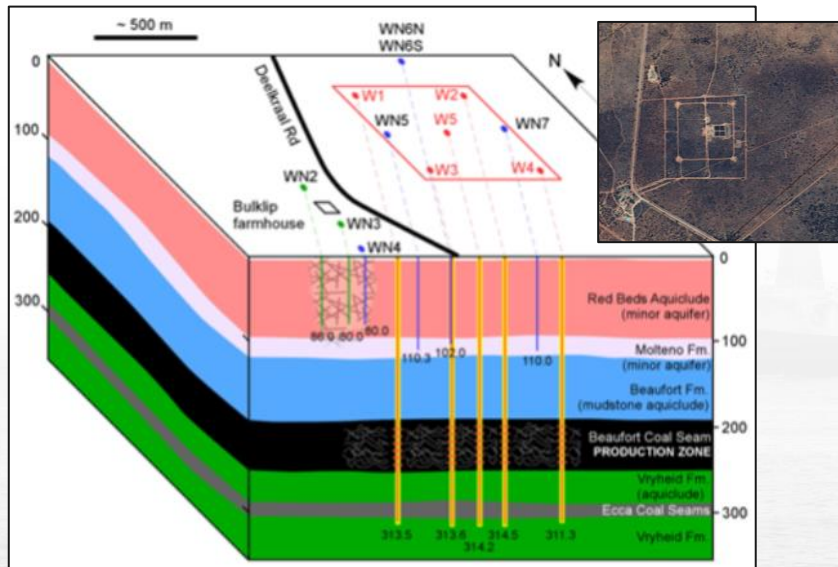 ~ 500 m
WN6N
WN6S
N
0
100
200
300
Deelkraal Rd
W1
W2
WN5
W5
WN7
W3
W4
WN2
Bulklip
farmhouse
WN3
WN4
0
100
200
300
Red Beds Aquiclude
(minor aquifer)
86.0
80.0
60.0
110.3
102.0
110.0
Molteno Fm.
(minor aquifer)
Beaufort Fm.
(mudstone aquiclude)
Beaufort Coal Seam
PRODUCTION ZONE
Vryheid Fm.
(aquiclude)
Ecca Coal Seams
Vryheid Fm.
313.5
313.6
314.2
314.5
311.3